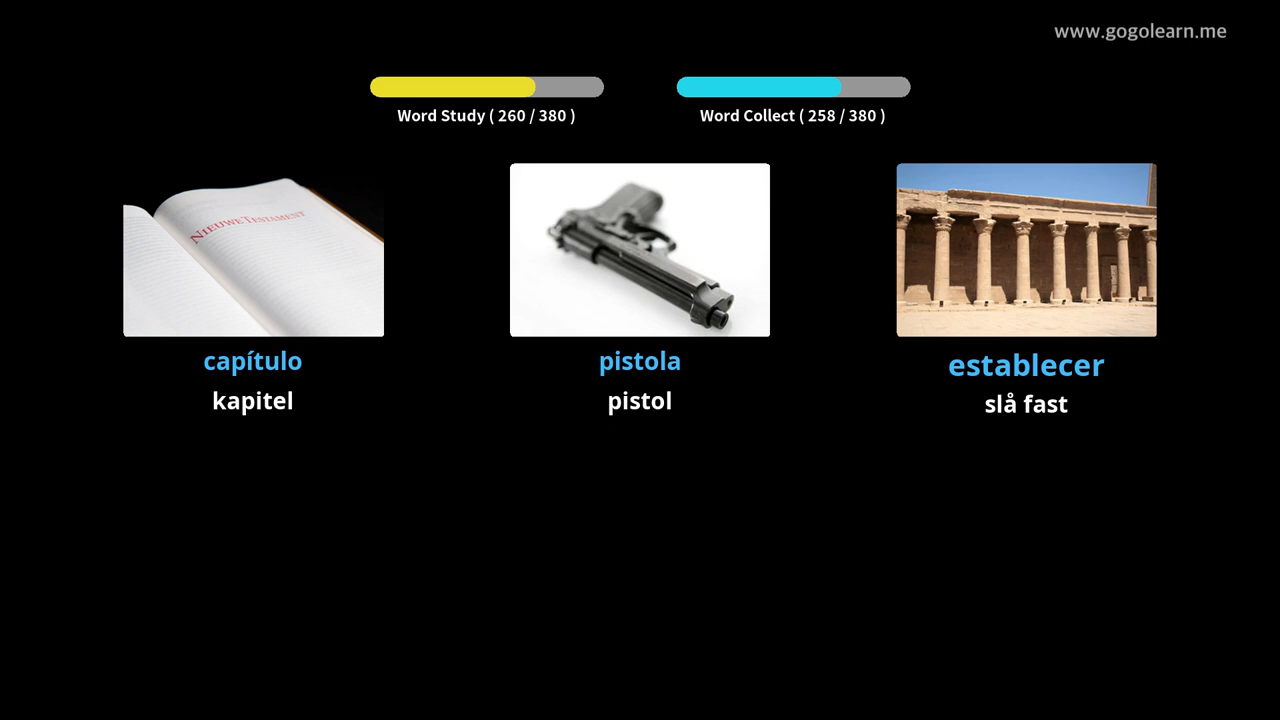 www.gogolearn.me
Word Study ( 260 / 380 )
Word Collect ( 258 / 380 )
NIEUWE TESTAMENT
capítulo
kapitel
pistola
pistol
establecer
slå fast